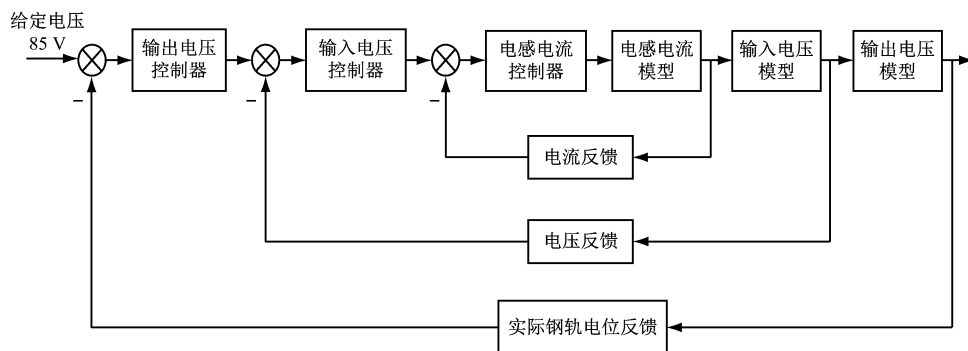 给定电压
85 V
输出电压
控制器
输入电压
控制器
电感电流
控制器
电感电流
模型
输入电压
模型
输出电压
模型
−
−
−
电流反馈
电压反馈
实际钢轨电位反馈